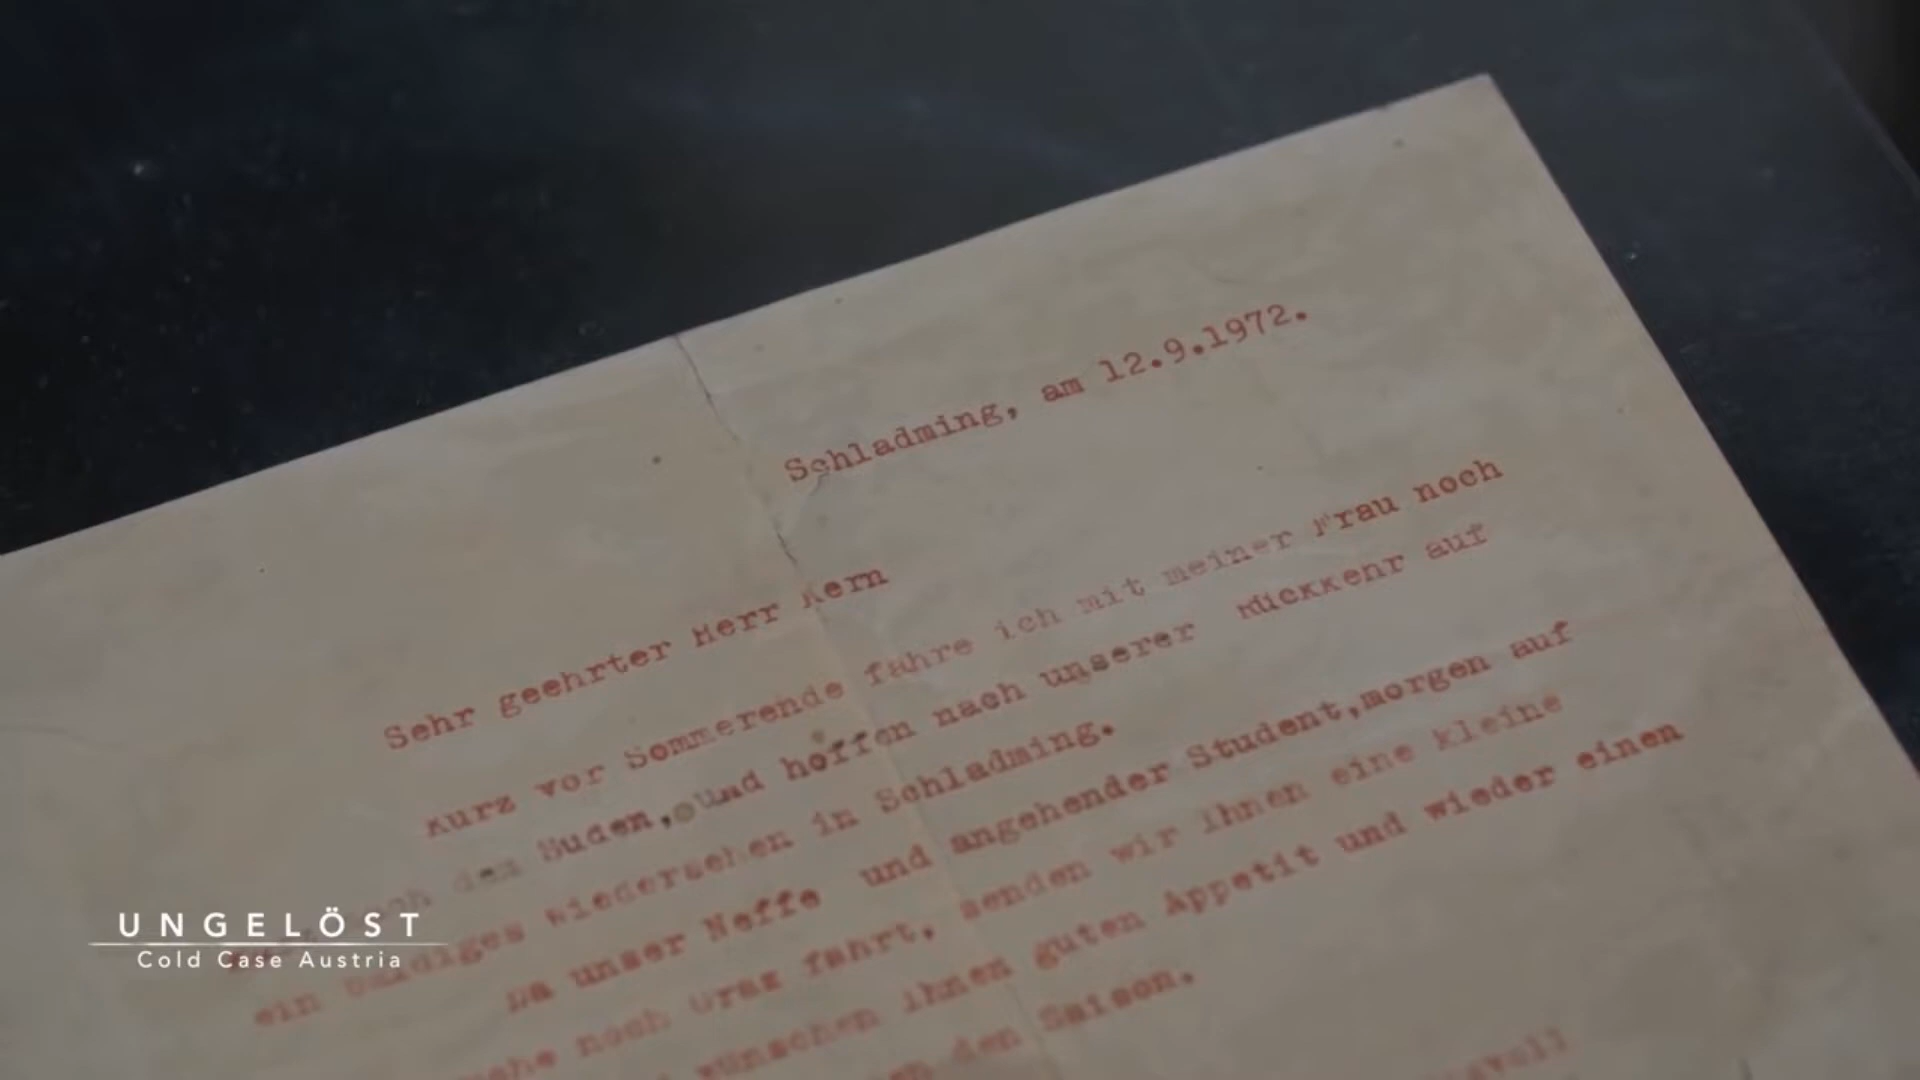 Schladming, am 12.9.1972.
Sehr geehrter Herr Kern
Kurz vor Sommerende fahre ich mit meiner Frau noch
den Süden, und hoffen nach unserer Rückkehr auf
ein baldiges Wiedersehen in Schladming.
Da unser Neffe und angehender Student,morgen auf
noch Graz fährt, senden wir Ihnen eine kleine
wünschen Ihnen guten Appetit und wieder einen
den Saison.
UNGELÖST
Cold Case Austria